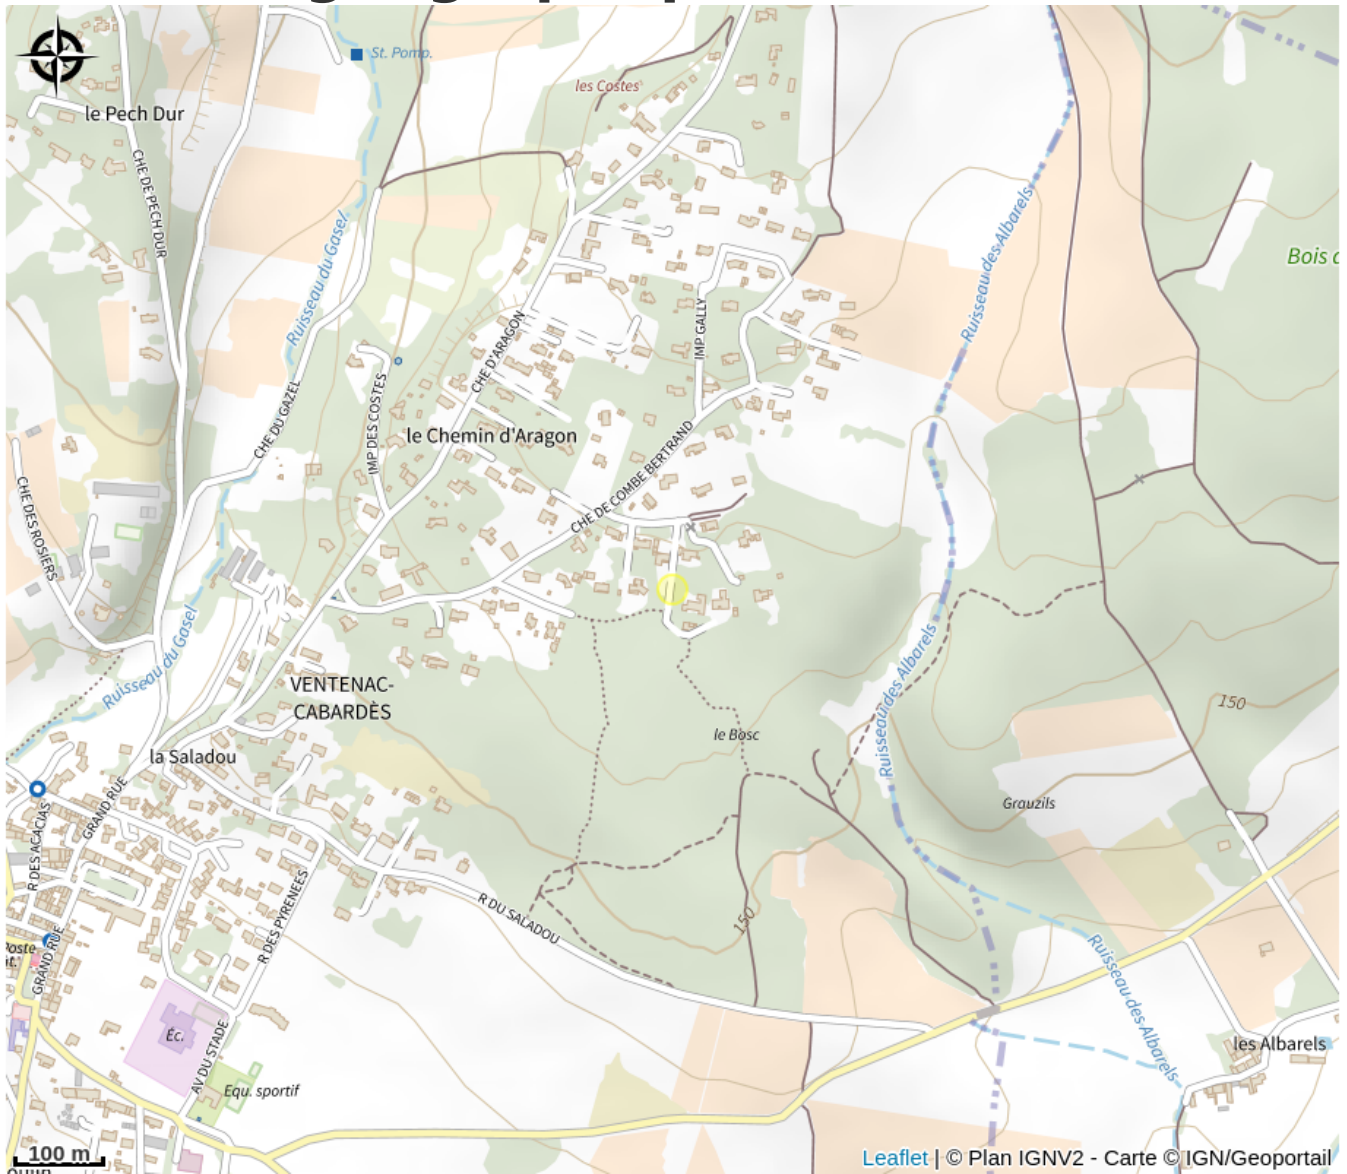 St. Pomp.
les Costes
le Pech Dur
CHE DE PECH DUR
Ruisseau du Gasel
Ruisseau des Albarels
Bois d
Ruisseau des Albarels
IMP GALLY
CHE D'ARAGON
CHE DU GAZEL
IMP DES COSTES
le Chemin d'Aragon
CHE DE COMBE BERTRAND
CHE DES ROSIERS
Ruisseau du Gasel
Ruisseau des Albarels
VENTENAC-
CABARDÈS
150
le Bosc
la Saladou
Grauzils
GRAND RUE
R DES ACACIAS
R DES PYRENEES
R DU SALADOU
150
Poste
GRAND RUE
Ruisseau des Albarels
Éc.
AV DU STADE
les Albarels
Equ. sportif
100 m
Leaflet | © Plan IGNV2 - Carte © IGN/Geoportail